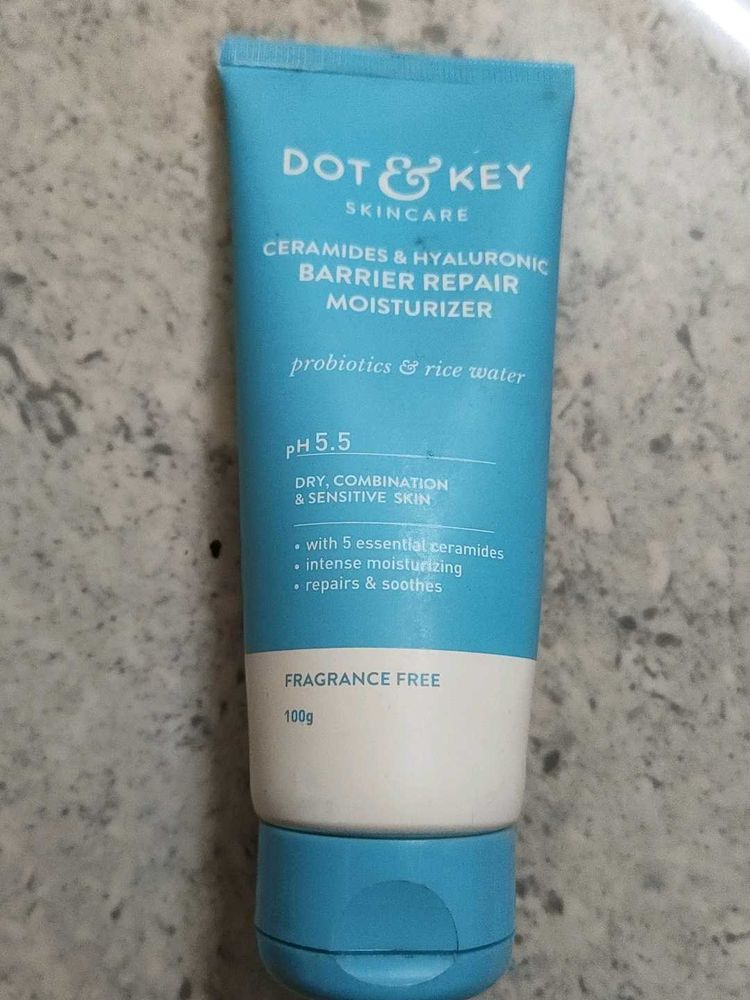 DOT & KEY
SKINCARE
CERAMIDES & HYALURONIC
BARRIER REPAIR
MOISTURIZER
probiotics & rice water
pH 5.5
DRY, COMBINATION
& SENSITIVE SKIN
• with 5 essential ceramides
• intense moisturizing
• repairs & soothes
FRAGRANCE FREE
100g